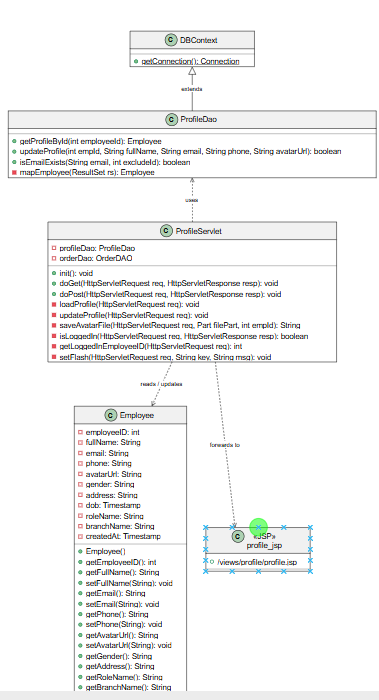 C DBContext
getConnection(): Connection
extends
C ProfileDao
getProfileById(int employeeId): Employee
updateProfile(int empId, String fullName, String email, String phone, String avatarUrl): boolean
isEmailExists(String email, int excludeId): boolean
mapEmployee(ResultSet rs): Employee
uses
C ProfileServlet
profileDao: ProfileDao
orderDao: OrderDAO
init(): void
doGet(HttpServletRequest req, HttpServletResponse resp): void
doPost(HttpServletRequest req, HttpServletResponse resp): void
loadProfile(HttpServletRequest req): void
updateProfile(HttpServletRequest req): void
saveAvatarFile(HttpServletRequest req, Part filePart, int empId): String
isLoggedIn(HttpServletRequest req, HttpServletResponse resp): boolean
getLoggedInEmployeeID(HttpServletRequest req): int
setFlash(HttpServletRequest req, String key, String msg): void
reads / updates
C Employee
employeeID: int
fullName: String
email: String
phone: String
avatarUrl: String
gender: String
address: String
dob: Timestamp
roleName: String
branchName: String
createdAt: Timestamp
Employee()
getEmployeeID(): int
getFullName(): String
setFullName(String): void
getEmail(): String
setEmail(String): void
getPhone(): String
setPhone(String): void
getAvatarUrl(): String
setAvatarUrl(String): void
getGender(): String
getAddress(): String
getRoleName(): String
getBranchName(): String
forwards to
C «JSP»
profile_jsp
/views/profile/profile.jsp